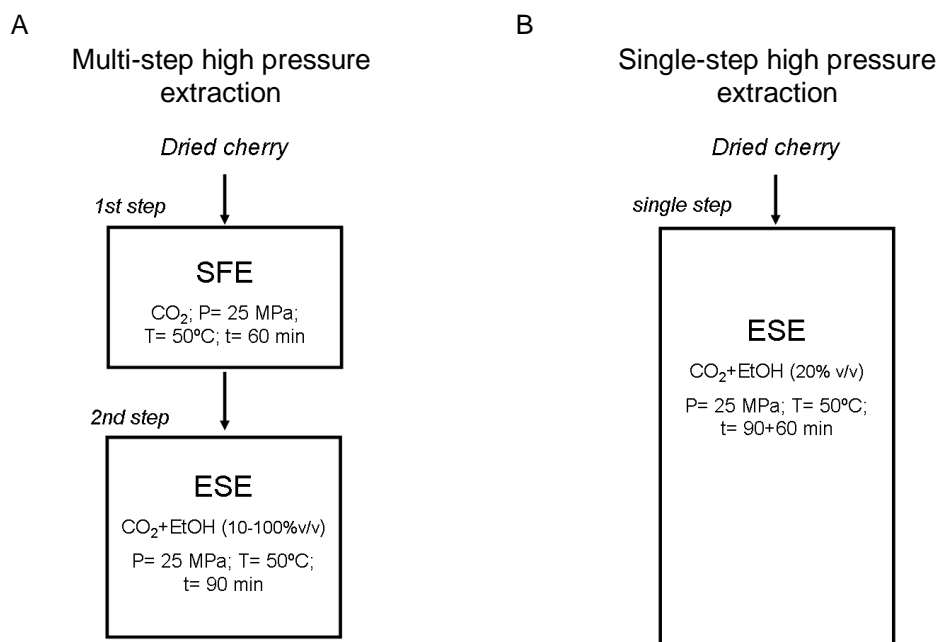 A
Multi-step high pressure
extraction
Dried cherry
1st step
SFE
CO₂; P= 25 MPa;
T= 50ºC; t= 60 min
2nd step
ESE
CO₂+EtOH (10-100%v/v)
P= 25 MPa; T= 50ºC;
t= 90 min
B
Single-step high pressure
extraction
Dried cherry
single step
ESE
CO₂+EtOH (20% v/v)
P= 25 MPa; T= 50ºC;
t= 90+60 min